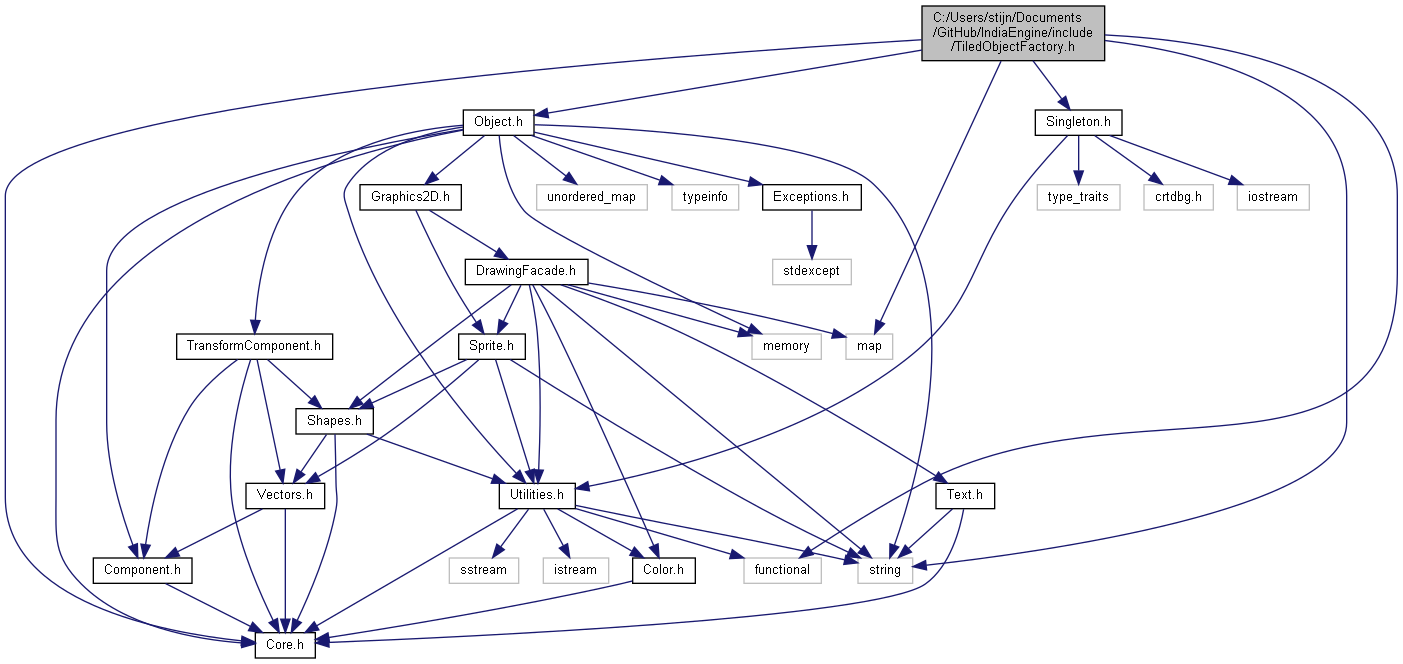 C:/Users/stijn/Documents
/GitHub/IndiaEngine/include
/TiledObjectFactory.h
Object.h
Singleton.h
Graphics2D.h
unordered_map
typeinfo
Exceptions.h
type_traits
crtdbg.h
iostream
DrawingFacade.h
stdexcept
TransformComponent.h
Sprite.h
memory
map
Shapes.h
Vectors.h
Utilities.h
Text.h
Component.h
sstream
istream
Color.h
functional
string
Core.h